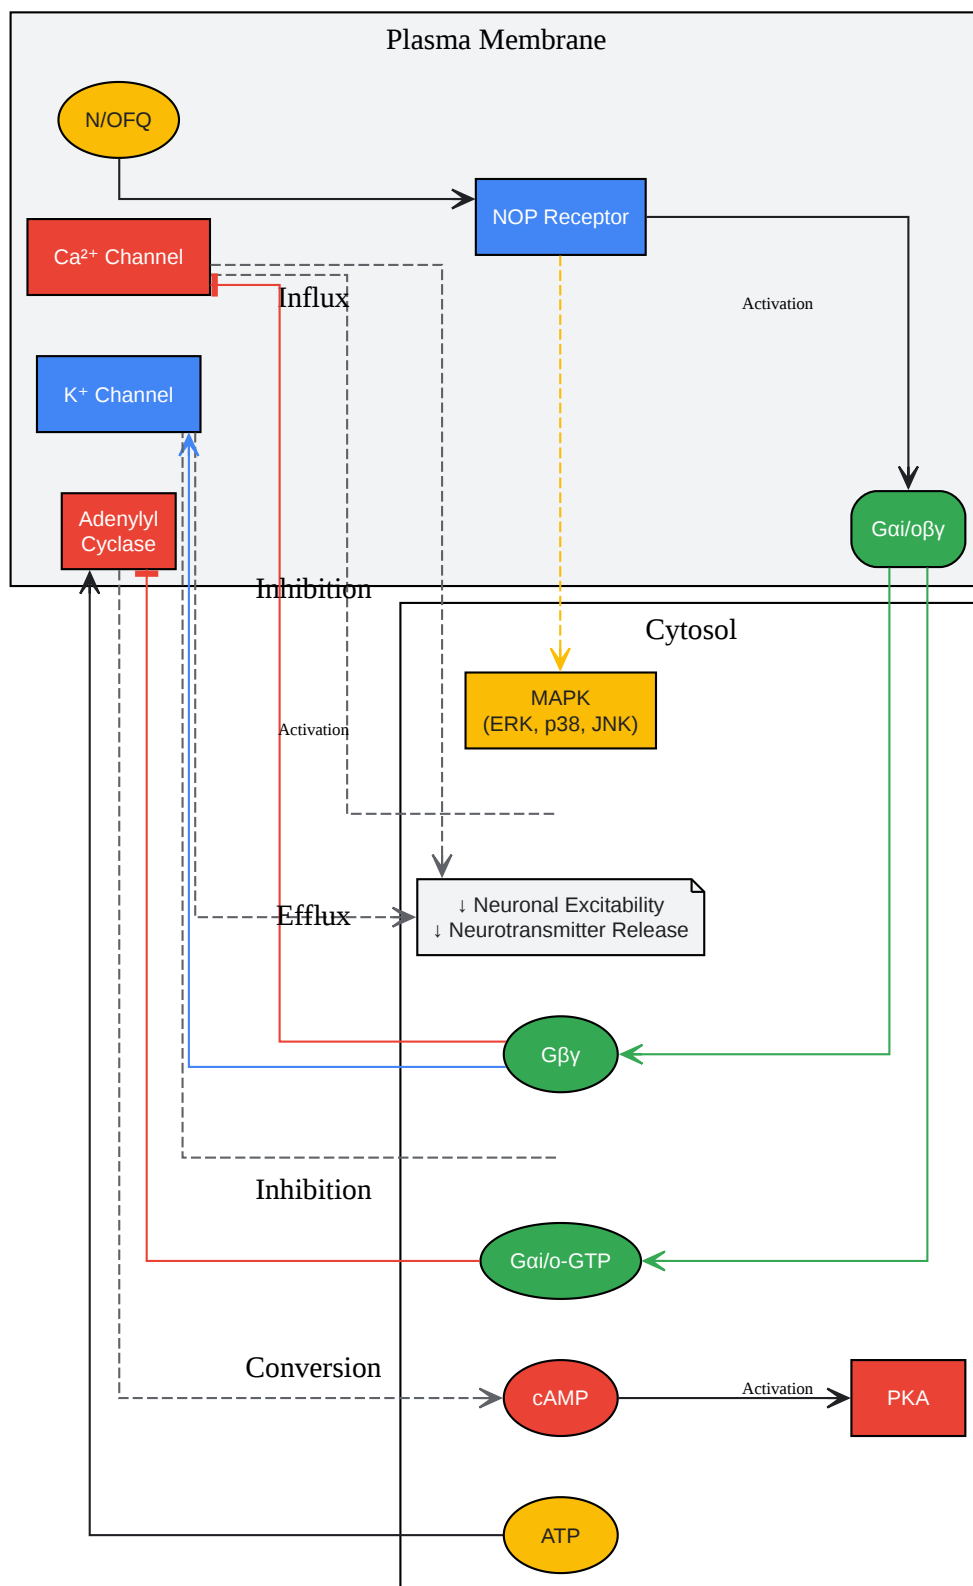 Plasma Membrane
N/OFQ
NOP Receptor
Ca²⁺ Channel
Influx
Activation
K⁺ Channel
Adenylyl
Cyclase
Gαi/oβγ
Inhibition
Cytosol
MAPK
(ERK, p38, JNK)
Activation
↓ Neuronal Excitability
↓ Neurotransmitter Release
Efflux
Gβγ
Inhibition
Gαi/o-GTP
Conversion
cAMP
Activation
PKA
ATP